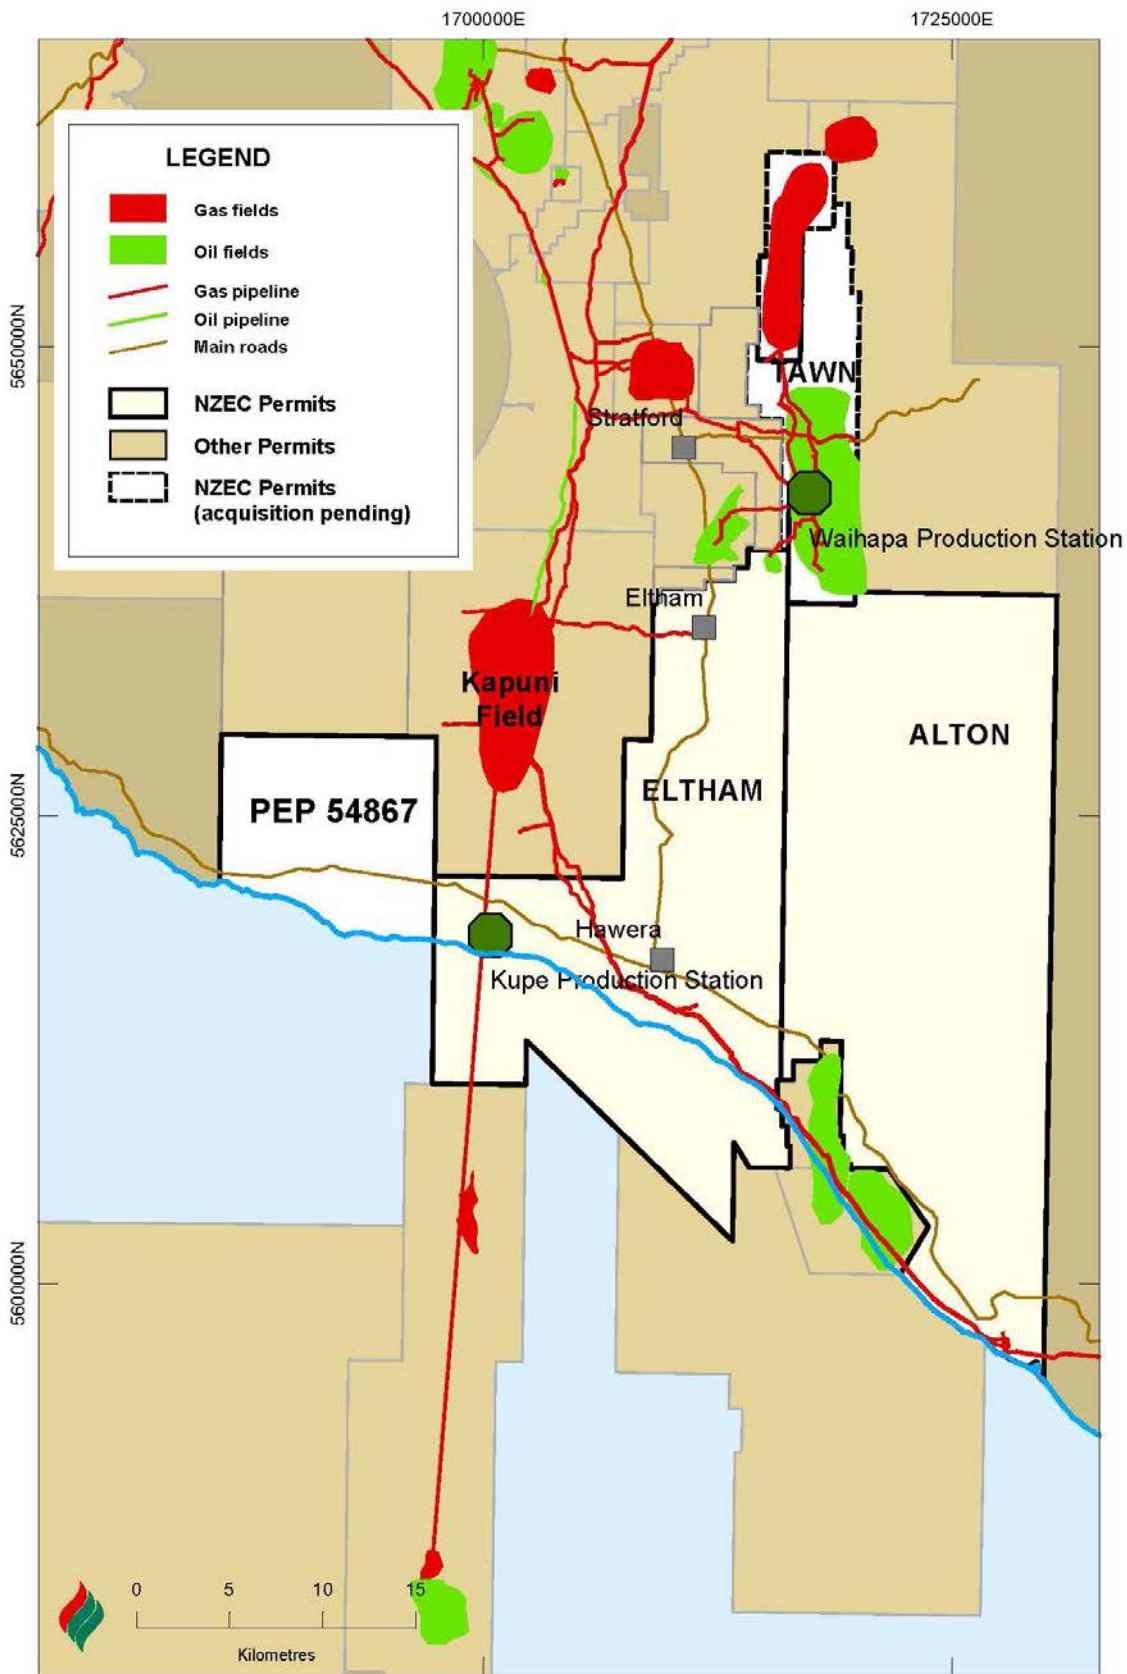 1700000E
1725000E
LEGEND
Gas fields
Oil fields
Gas pipeline
Oil pipeline
Main roads
NZEC Permits
Other Permits
NZEC Permits
(acquisition pending)
5650000N
TAWN
Stratford
Waihapa Production Station
Eltham
Kapuni
Field
ALTON
ELTHAM
PEP 54867
5625000N
Hawera
Kupe Production Station
5600000N
0 5 10 15
Kilometres